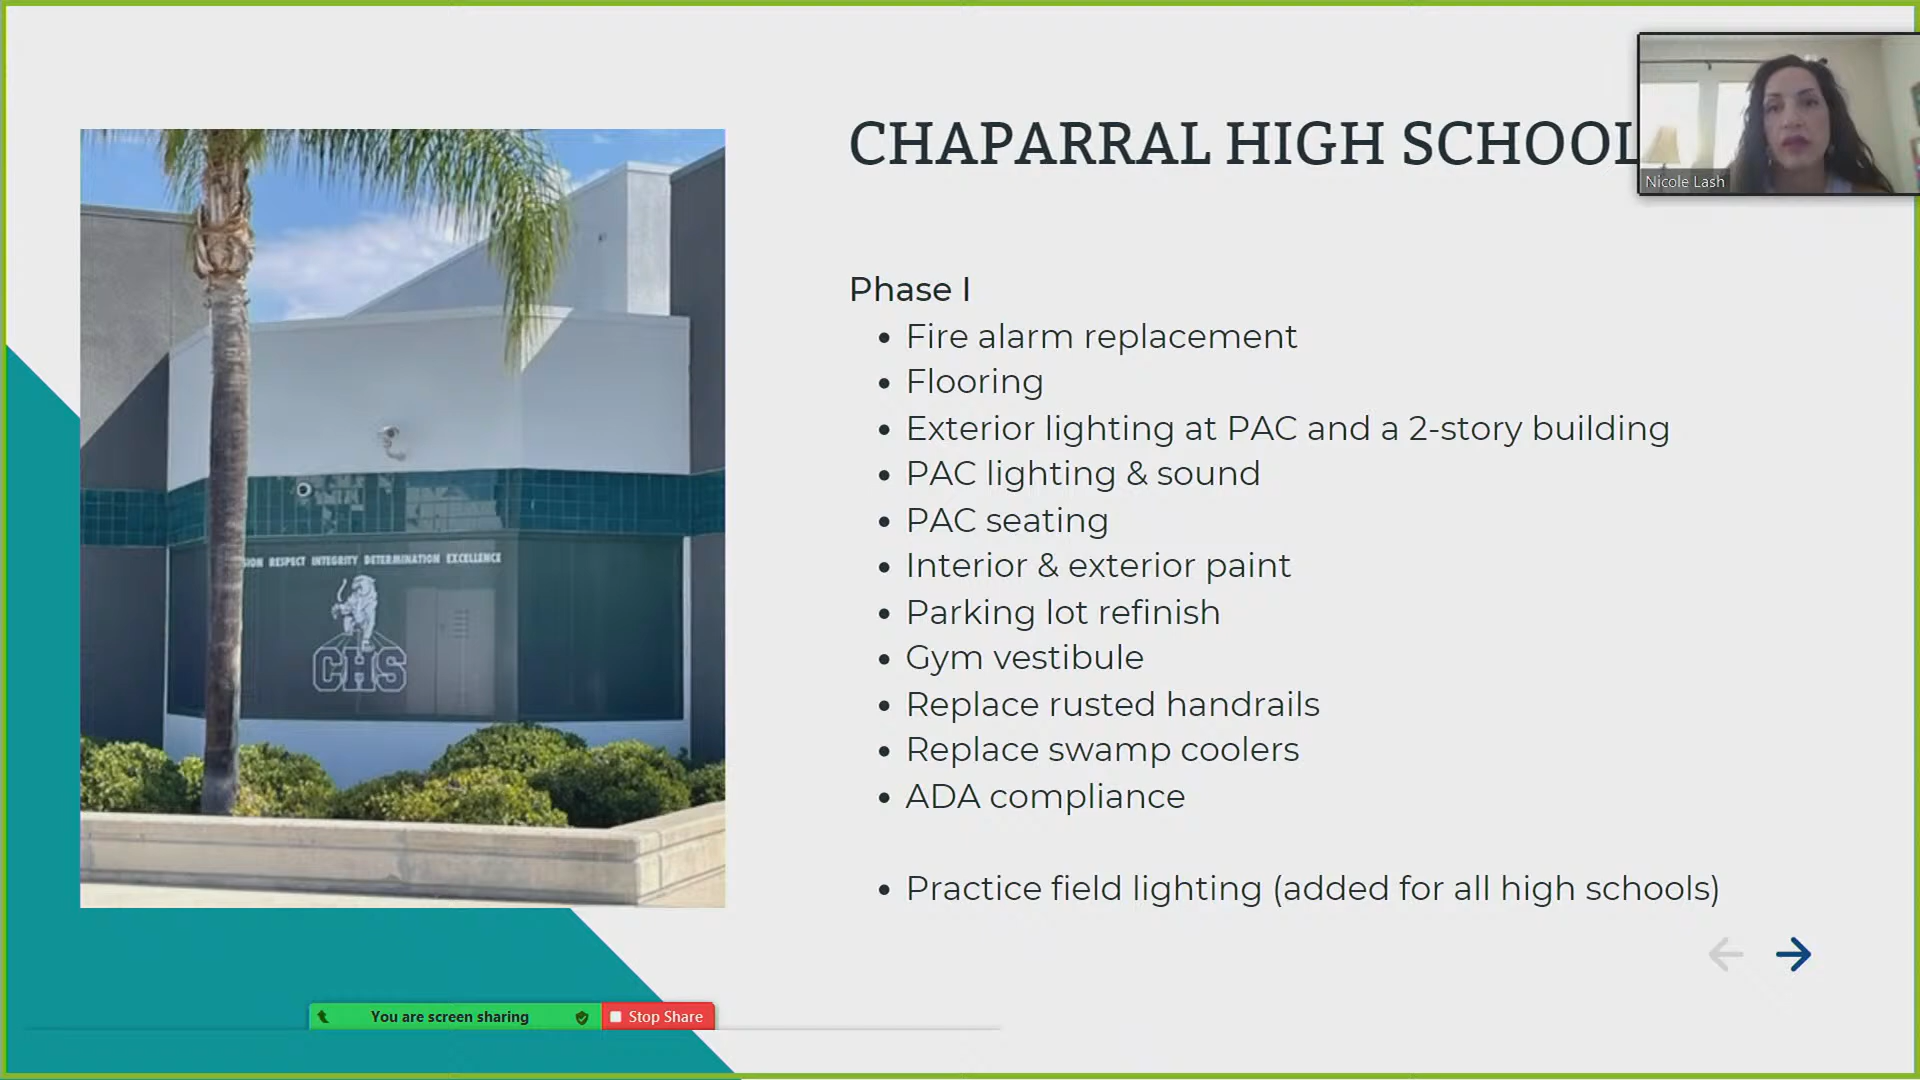 CHAPARRAL HIGH SCHOOL
Nicole Lash
Phase I
• Fire alarm replacement
• Flooring
• Exterior lighting at PAC and a 2-story building
• PAC lighting & sound
• PAC seating
• Interior & exterior paint
• Parking lot refinish
• Gym vestibule
• Replace rusted handrails
• Replace swamp coolers
• ADA compliance
• Practice field lighting (added for all high schools)
RESPECT INTEGRITY DETERMINATION EXCELLENCE
CHS
You are screen sharing
Stop Share